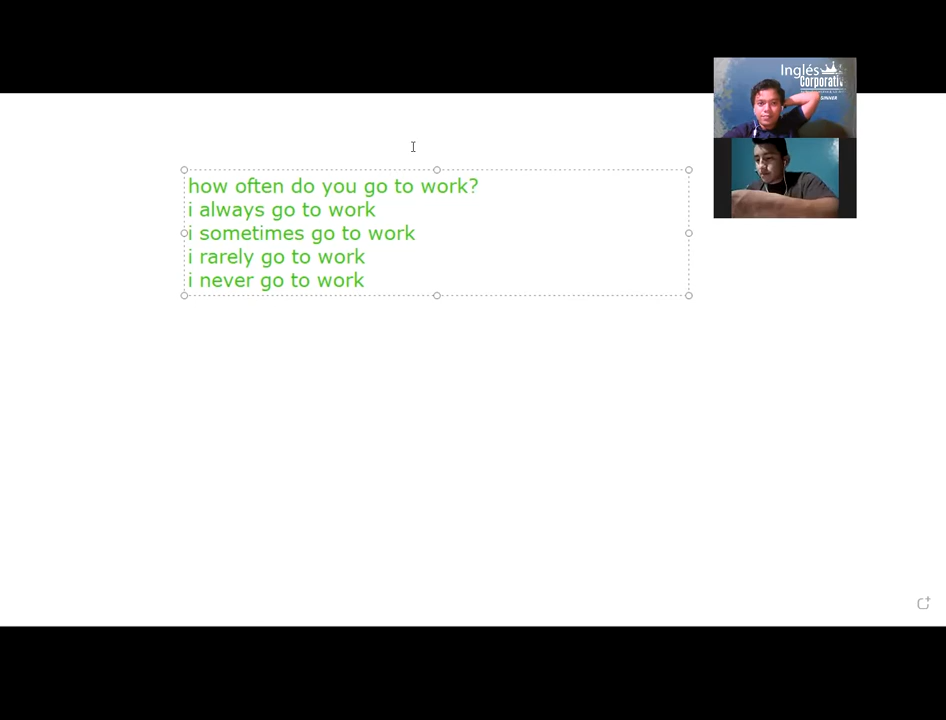 Inglés
Corporativ
how often do you go to work?
i always go to work
i sometimes go to work
i rarely go to work
i never go to work